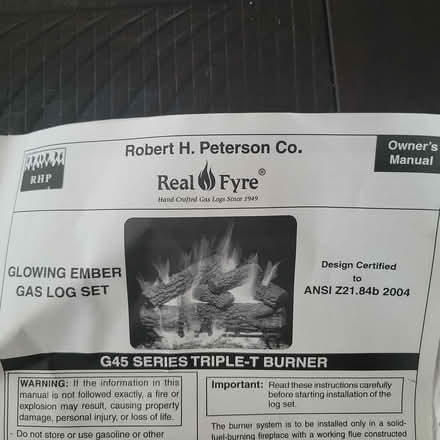 Robert H. Peterson Co.
Owner's
Manual
RHP
Real Fyre®
Hand Crafted Gas Logs Since 1949
GLOWING EMBER
GAS LOG SET
Design Certified
to
ANSI Z21.84b 2004
G45 SERIES TRIPLE-T BURNER
WARNING: If the information in this
manual is not followed exactly, a fire or
explosion may result, causing property
damage, personal injury, or loss of life.
- Do not store or use gasoline or other
Important: Read these instructions carefully
before starting installation of the
log set.
The burner system is to be installed only in a solid-
fuel-burning fireplace with a working flue constructe